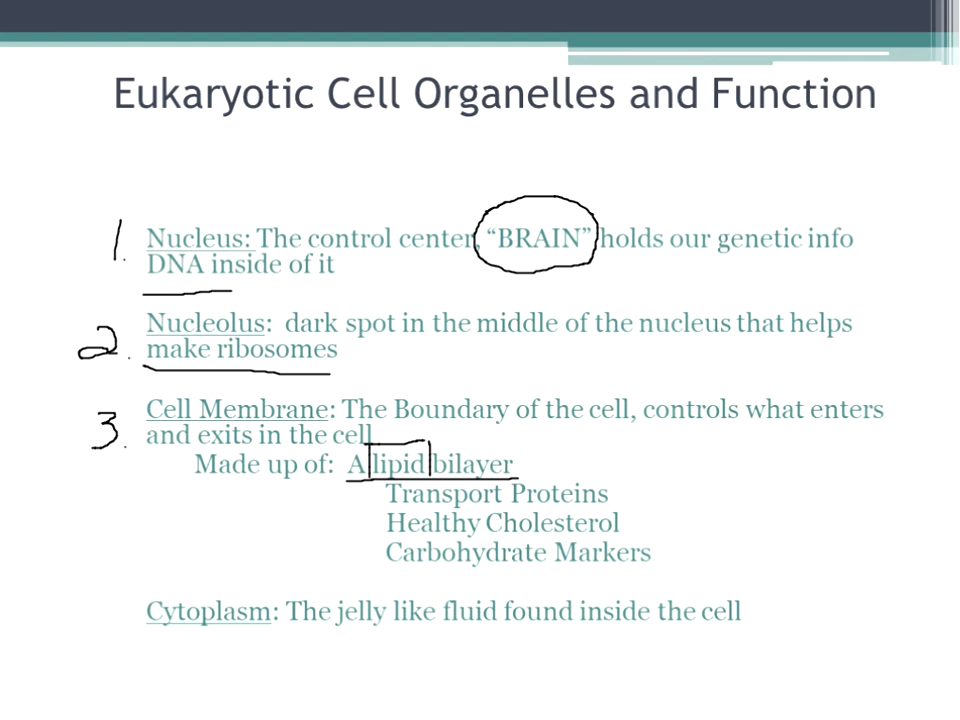 Eukaryotic Cell Organelles and Function
1. Nucleus: The control center, “BRAIN” holds our genetic info
DNA inside of it
2. Nucleolus:  dark spot in the middle of the nucleus that helps
make ribosomes
3. Cell Membrane: The Boundary of the cell, controls what enters
and exits in the cell
Made up of:  A lipid bilayer
Transport Proteins
Healthy Cholesterol
Carbohydrate Markers
Cytoplasm: The jelly like fluid found inside the cell